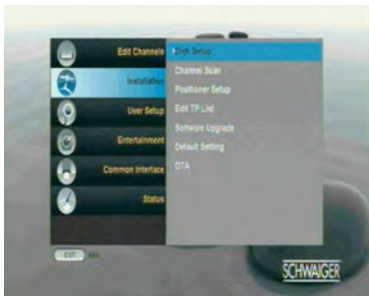 Edit Channels
Dish Setup
Installation
Channel Scan
Positioner Setup
User Setup
Edit TP List
Software Upgrade
Entertainment
Default Setting
Common Interface
OTA
Status
EXIT
SCHWAIGER